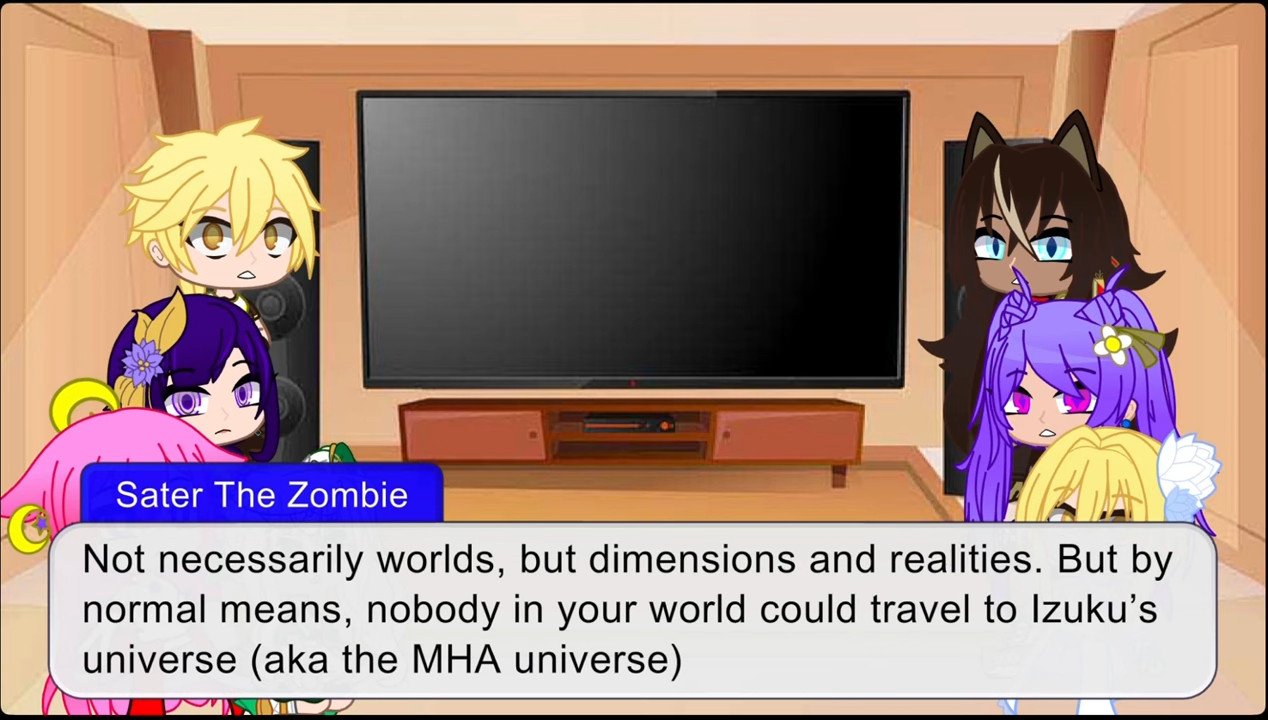 Sater The Zombie
Not necessarily worlds, but dimensions and realities. But by
normal means, nobody in your world could travel to Izuku’s
universe (aka the MHA universe)